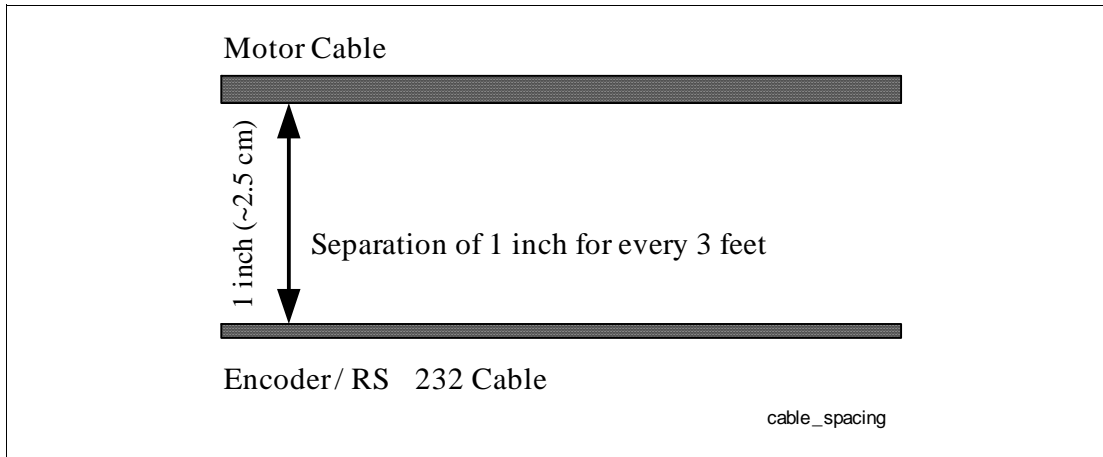 Motor Cable
1 inch (~2.5 cm)
Separation of 1 inch for every 3 feet
Encoder / RS 232 Cable
cable_spacing